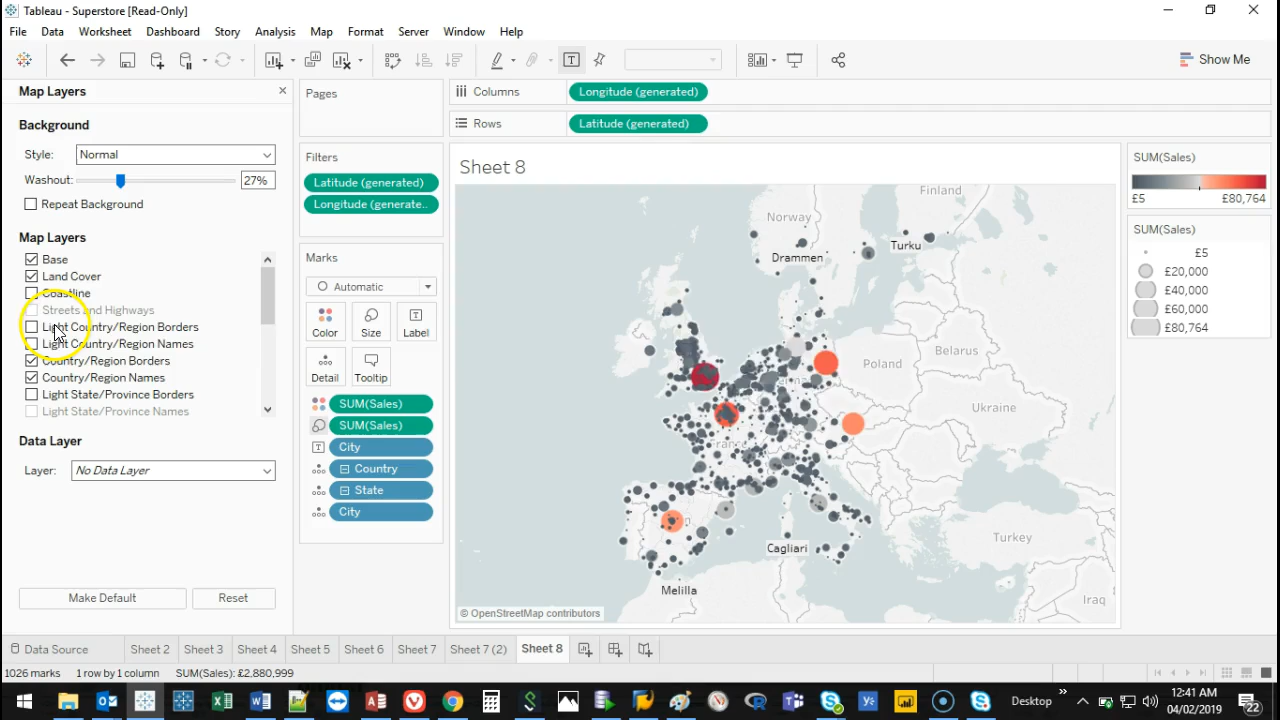 Tableau - Superstore [Read-Only]
File Data Worksheet Dashboard Story Analysis Map Format Server Window Help
Show Me
Map Layers
Background
Style: Normal
Washout: 27%
Repeat Background
Map Layers
Base
Land Cover
Coastline
Streets and Highways
Light Country/Region Borders
Light Country/Region Names
Country/Region Borders
Country/Region Names
Light State/Province Borders
Light State/Province Names
Data Layer
Layer: No Data Layer
Make Default Reset
Pages
Filters
Latitude (generated)
Longitude (generate..
Marks
Automatic
Color Size Label
Detail Tooltip
SUM(Sales)
SUM(Sales)
City
Country
State
City
Columns Longitude (generated)
Rows Latitude (generated)
Sheet 8
Finland
Norway
Turku
Drammen
Belarus
Poland
Ukraine
France
Turkey
Cagliari
Melilla
Iraq
© OpenStreetMap contributors
SUM(Sales)
£5 £80,764
SUM(Sales)
£5
£20,000
£40,000
£60,000
£80,764
Data Source Sheet 2 Sheet 3 Sheet 4 Sheet 5 Sheet 6 Sheet 7 Sheet 7 (2) Sheet 8
1026 marks 1 row by 1 column SUM(Sales): £2,880,999
Desktop
12:41 AM
04/02/2019
22